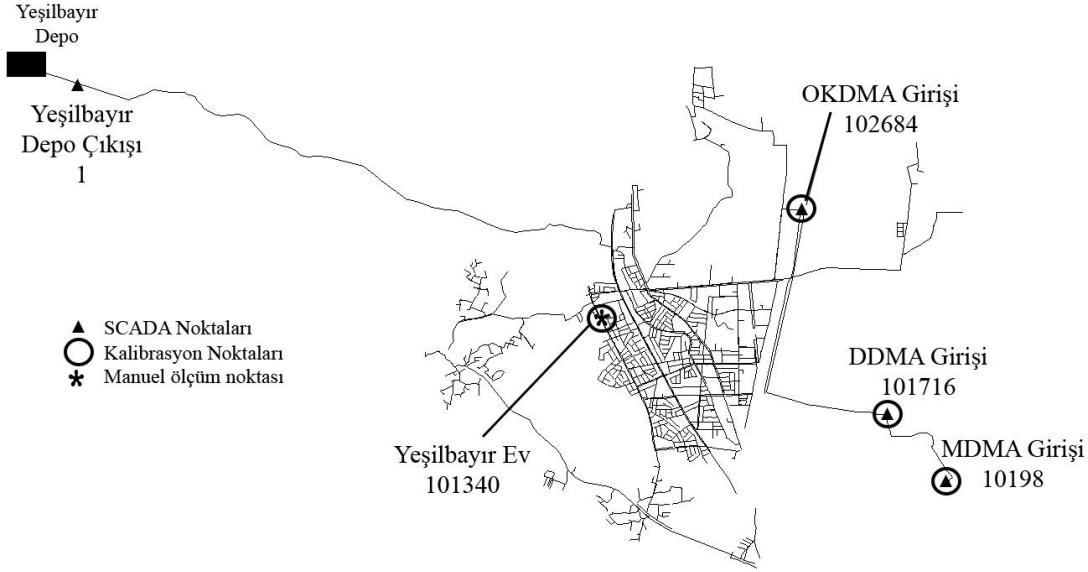 Yeşilbayır
Depo
Yeşilbayır
Depo Çıkışı
1
OKDMA Girişi
102684
SCADA Noktaları
Kalibrasyon Noktaları
Manuel ölçüm noktası
DDMA Girişi
101716
Yeşilbayır Ev
101340
MDMA Girişi
10198